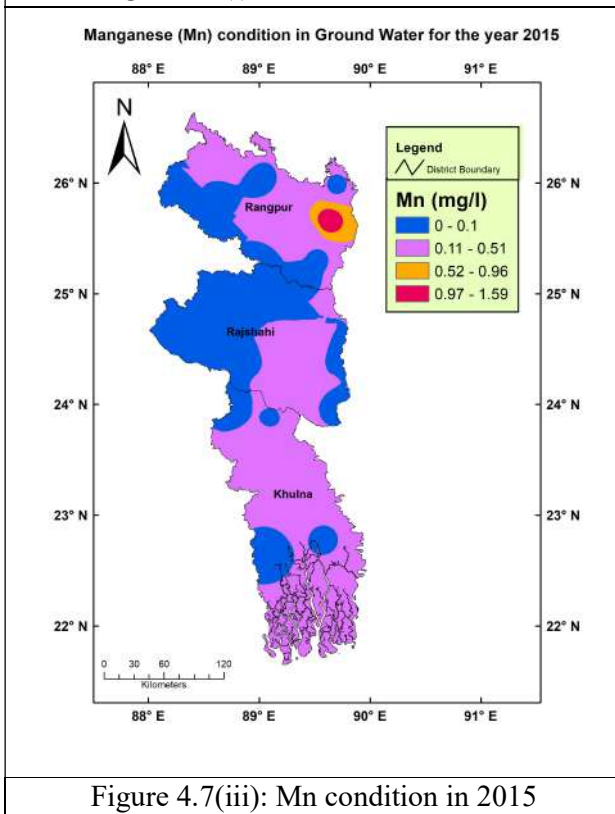 Manganese (Mn) condition in Ground Water for the year 2015
88° E 89° E 90° E 91° E
N
Legend
District Boundary
Mn (mg/l)
0 - 0.1
0.11 - 0.51
0.52 - 0.96
0.97 - 1.59
26° N 26° N
Rangpur
25° N 25° N
Rajshahi
24° N 24° N
Khulna
23° N 23° N
22° N 22° N
0 30 60 120
Kilometers
88° E 89° E 90° E 91° E
Figure 4.7(iii): Mn condition in 2015